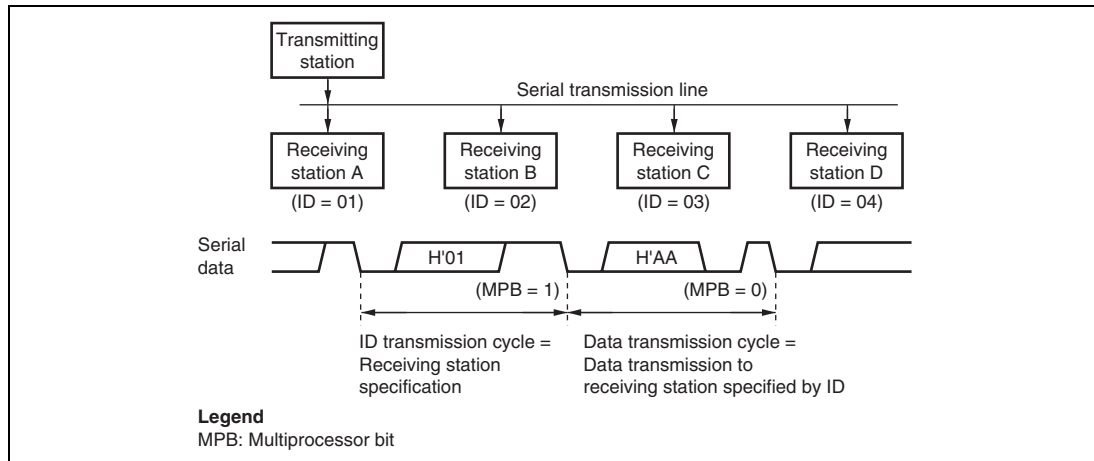 Transmitting
station
Serial transmission line
Receiving
station A
Receiving
station B
Receiving
station C
Receiving
station D
(ID = 01)
(ID = 02)
(ID = 03)
(ID = 04)
Serial
data
H'01
H'AA
(MPB = 1)
(MPB = 0)
ID transmission cycle =
Receiving station
specification
Data transmission cycle =
Data transmission to
receiving station specified by ID
Legend
MPB: Multiprocessor bit